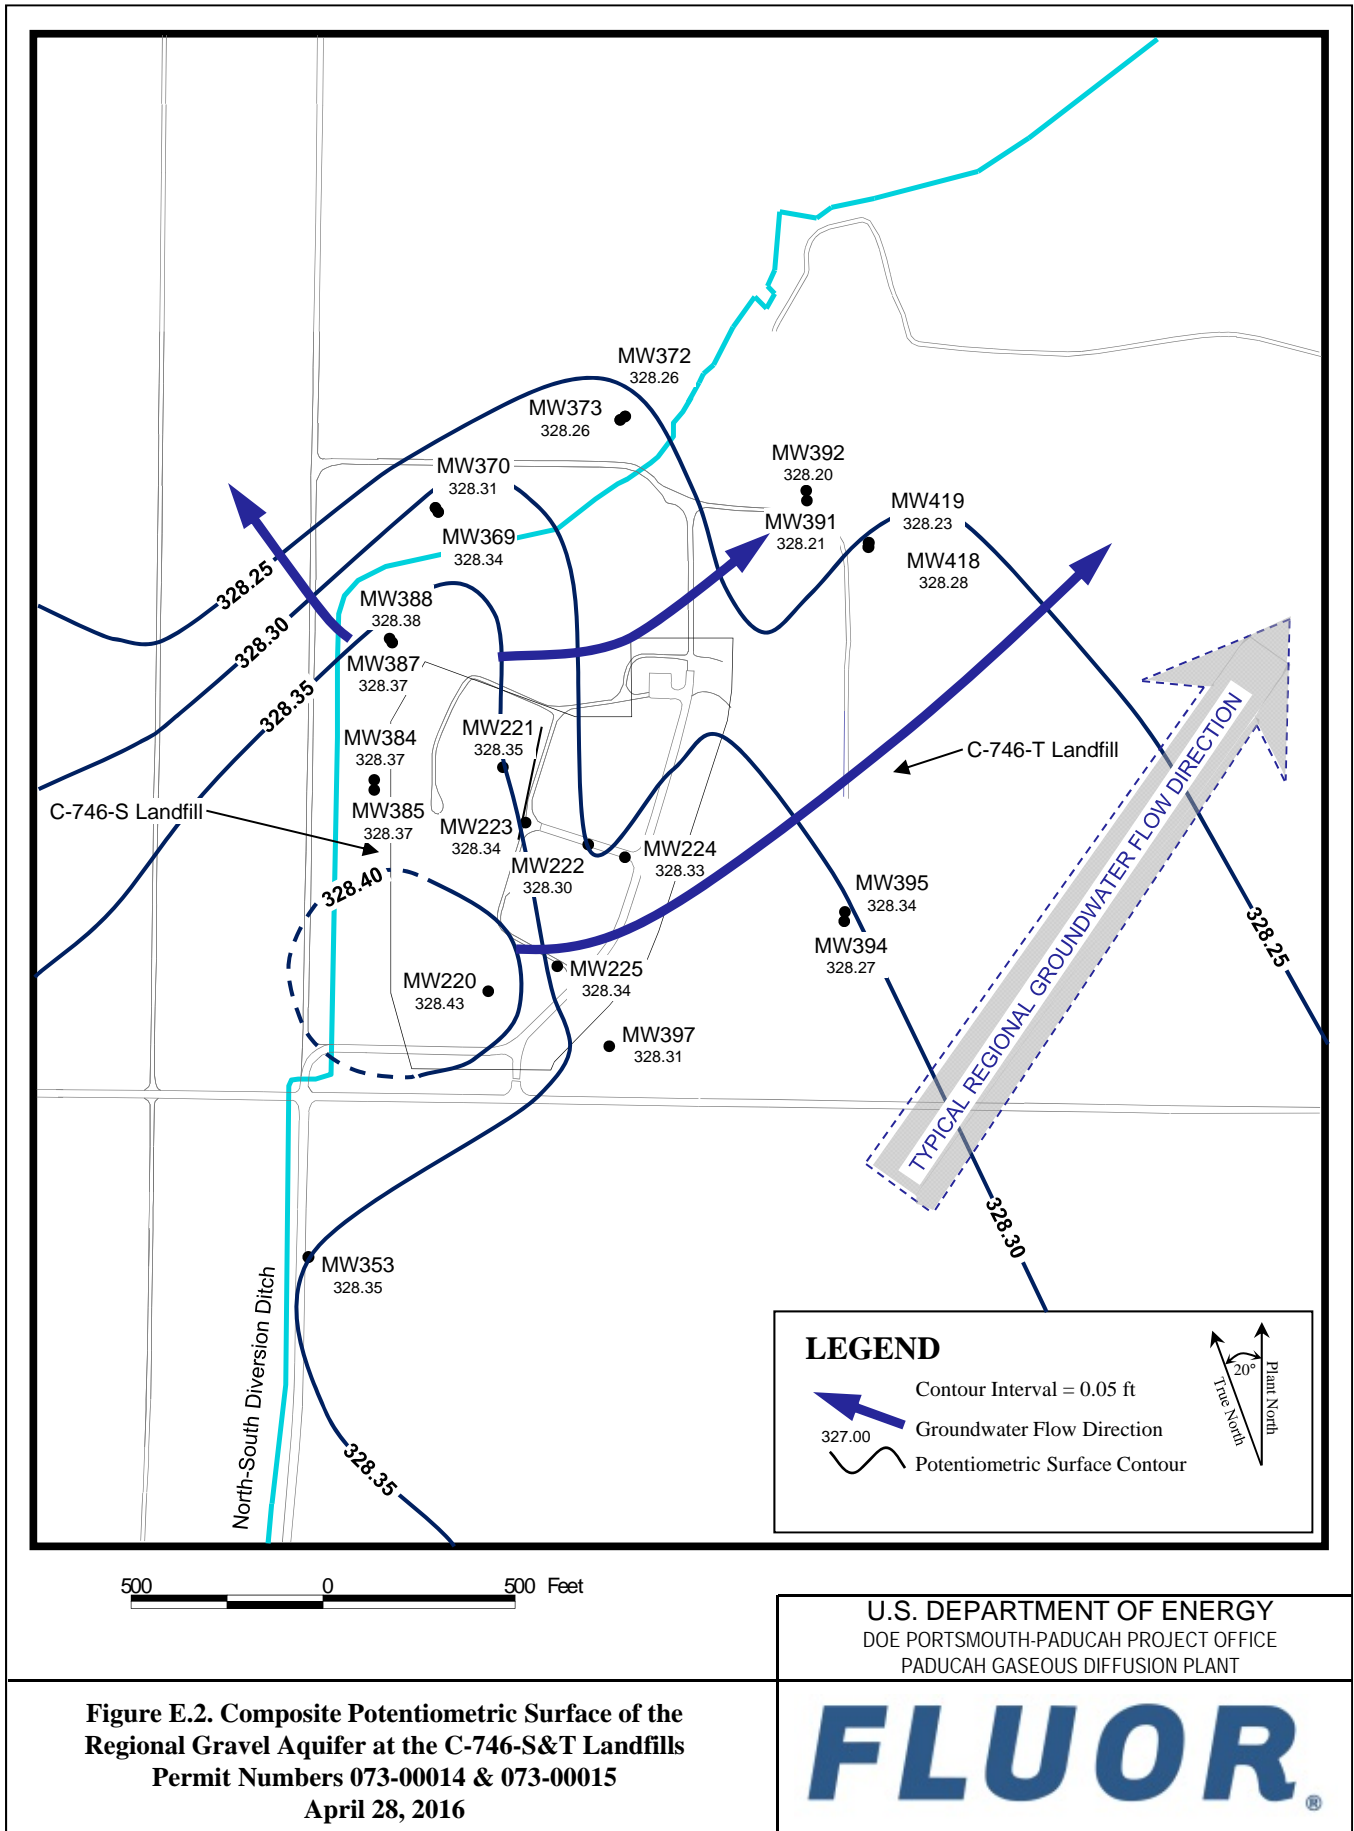 MW372
328.26
MW373
328.26
MW392
328.20
MW370
328.31
MW419
328.23
MW391
328.21
MW369
328.34
MW418
328.28
328.25
MW388
328.38
328.30
MW387
328.37
328.35
MW221
328.35
MW384
328.37
C-746-T Landfill
TYPICAL REGIONAL GROUNDWATER FLOW DIRECTION
C-746-S Landfill
MW385
328.37
MW223
328.34
MW222
328.30
MW224
328.33
328.40
MW395
328.34
MW394
328.27
328.25
MW220
328.43
MW225
328.34
MW397
328.31
328.30
MW353
328.35
North-South Diversion Ditch
328.35
LEGEND
Contour Interval = 0.05 ft
Groundwater Flow Direction
327.00
Potentiometric Surface Contour
20°
True North
Plant North
500 0 500 Feet
U.S. DEPARTMENT OF ENERGY
DOE PORTSMOUTH-PADUCAH PROJECT OFFICE
PADUCAH GASEOUS DIFFUSION PLANT
Figure E.2. Composite Potentiometric Surface of the
Regional Gravel Aquifer at the C-746-S&T Landfills
Permit Numbers 073-00014 & 073-00015
April 28, 2016
FLUOR®